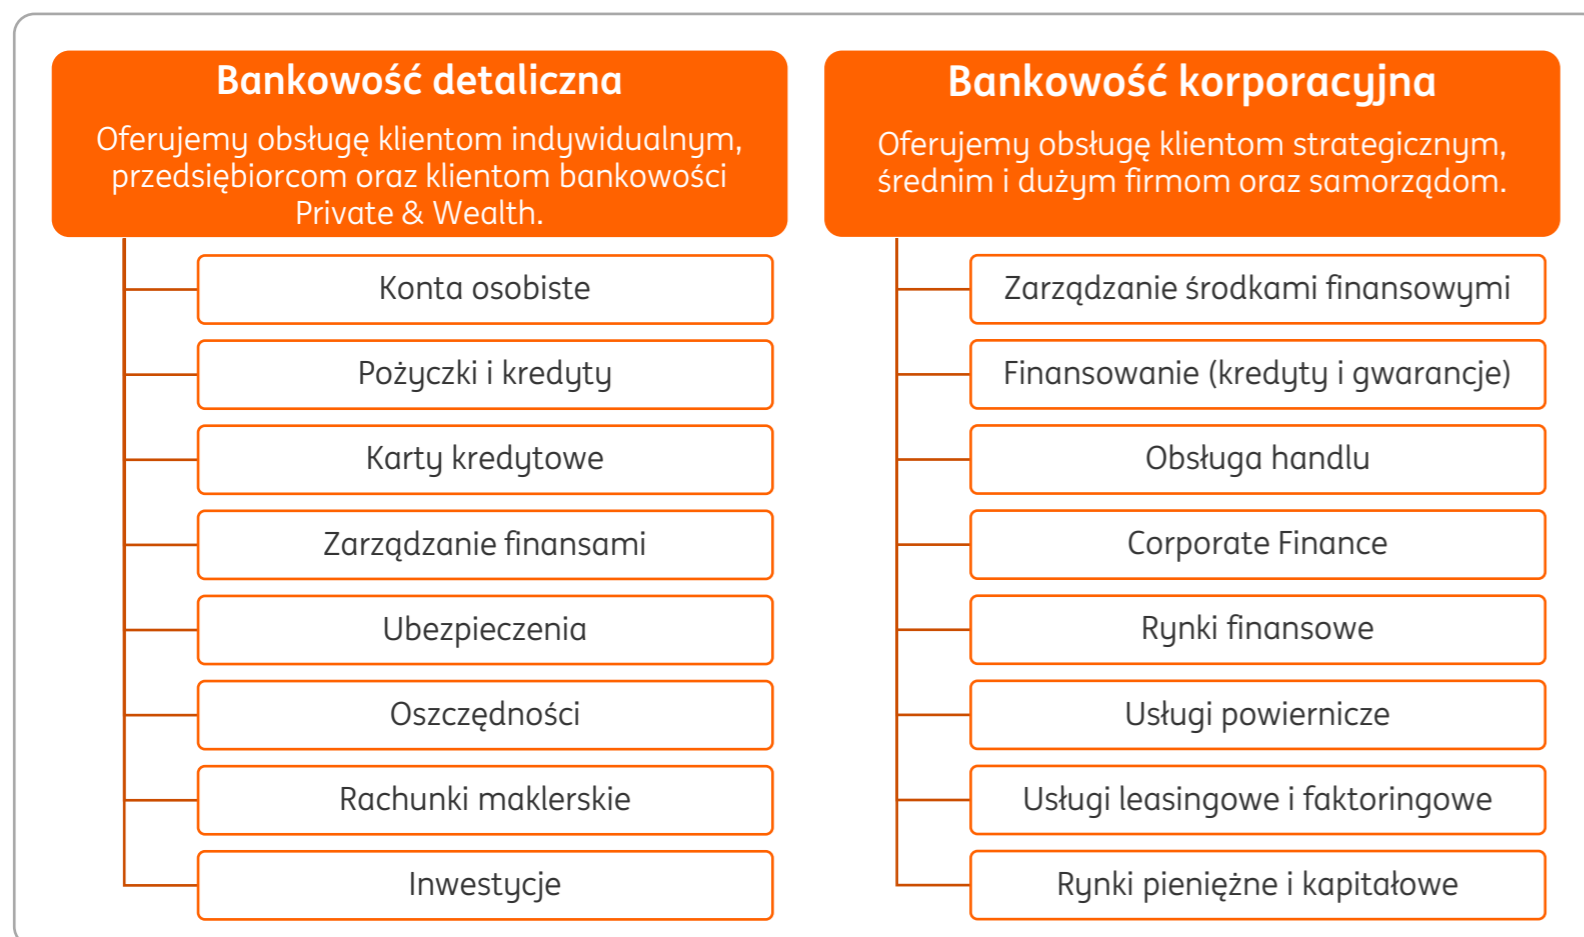 Bankowość detaliczna
Oferujemy obsługę klientom indywidualnym,
przedsiębiorcom oraz klientom bankowości
Private & Wealth.
Konta osobiste
Pożyczki i kredyty
Karty kredytowe
Zarządzanie finansami
Ubezpieczenia
Oszczędności
Rachunki maklerskie
Inwestycje
Bankowość korporacyjna
Oferujemy obsługę klientom strategicznym,
średnim i dużym firmom oraz samorządom.
Zarządzanie środkami finansowymi
Finansowanie (kredyty i gwarancje)
Obsługa handlu
Corporate Finance
Rynki finansowe
Usługi powiernicze
Usługi leasingowe i faktoringowe
Rynki pieniężne i kapitałowe